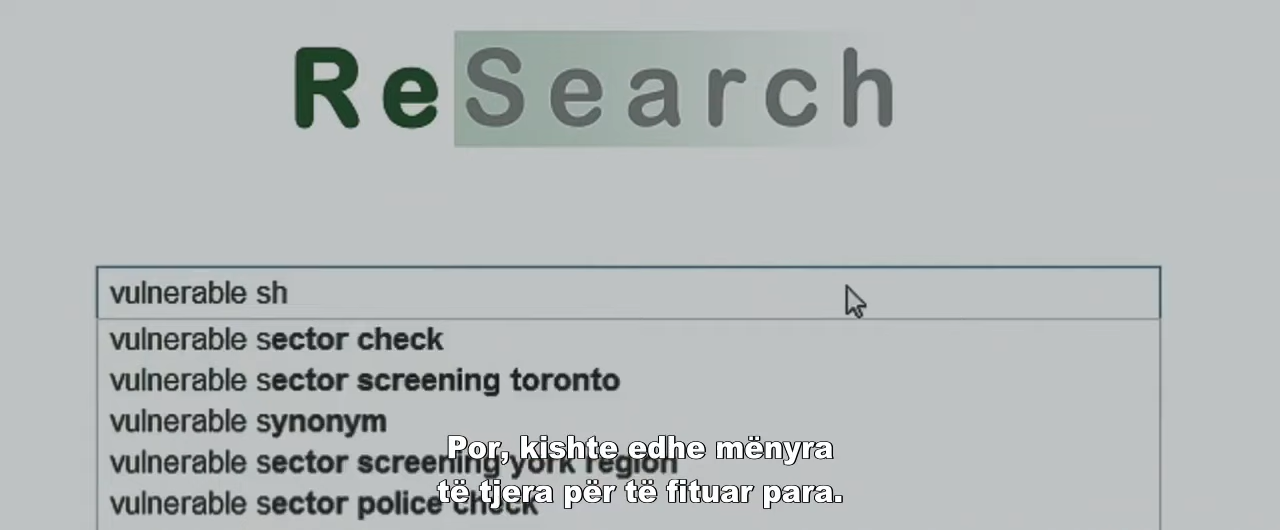 ReSearch
vulnerable sh
vulnerable sector check
vulnerable sector screening toronto
vulnerable synonym
vulnerable sector screening york region
vulnerable sector police check
Por, kishte edhe mënyra
të tjera për të fituar para.